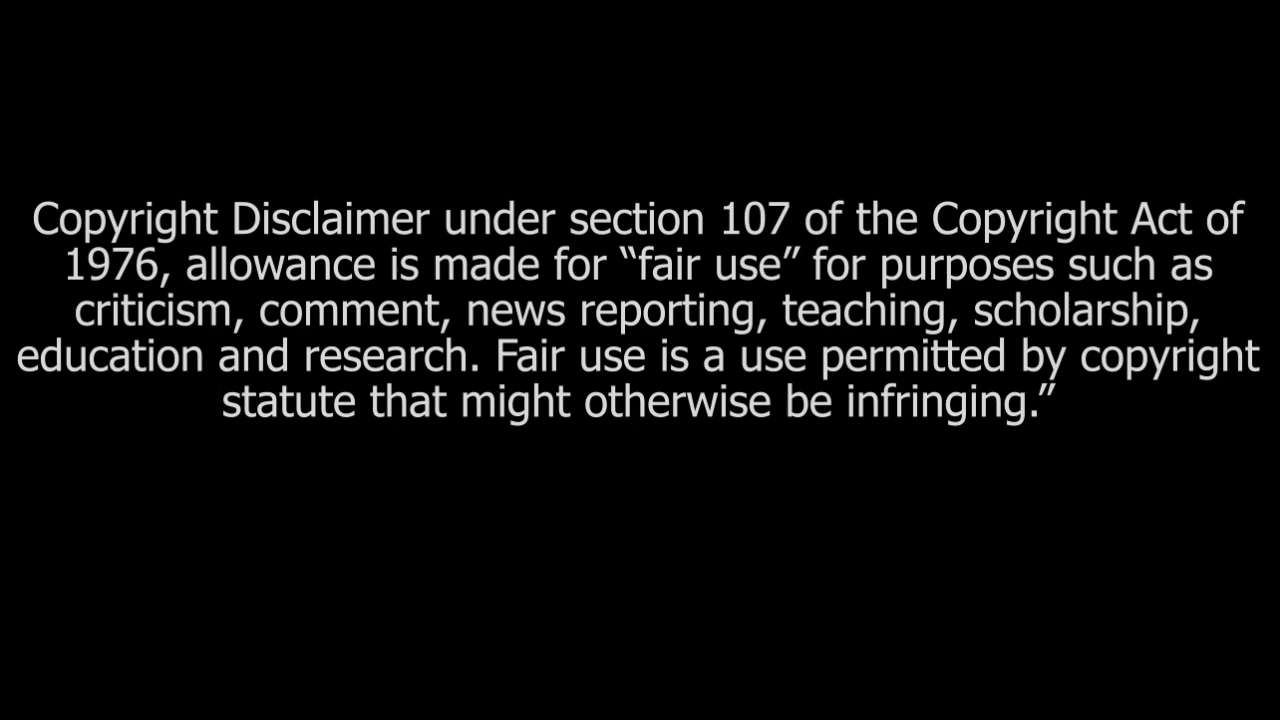 Copyright Disclaimer under section 107 of the Copyright Act of
1976, allowance is made for “fair use” for purposes such as
criticism, comment, news reporting, teaching, scholarship,
education and research. Fair use is a use permitted by copyright
statute that might otherwise be infringing.”